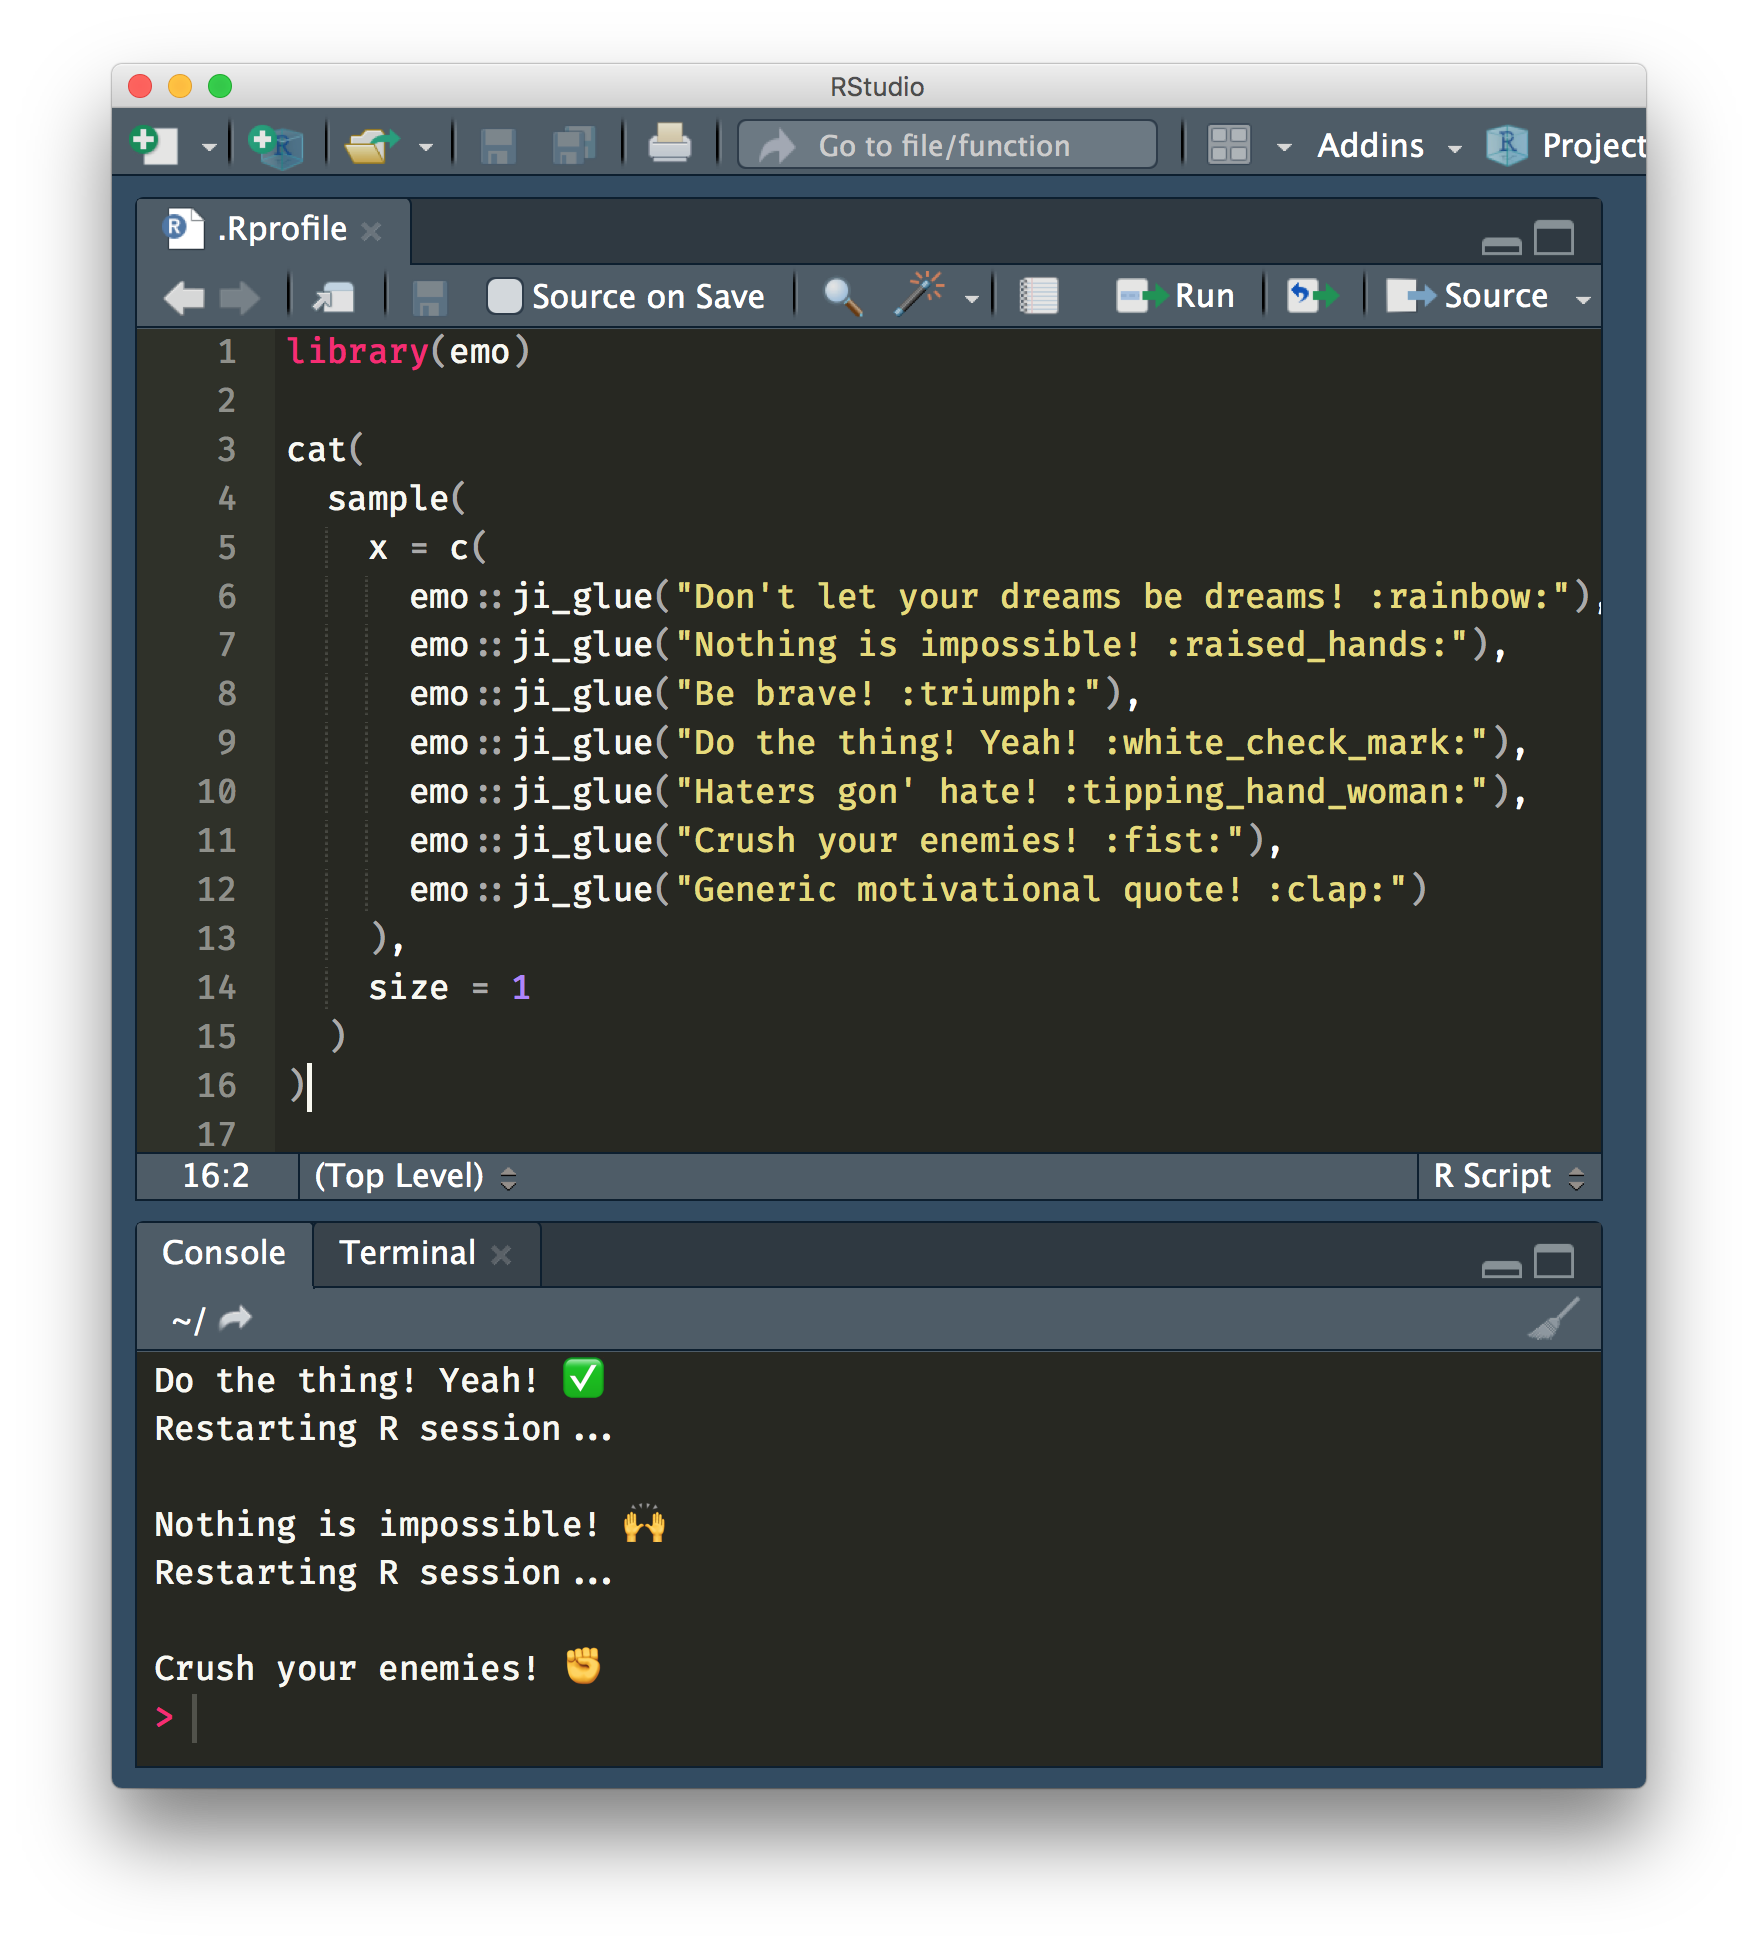 RStudio
Go to file/function Addins Project
.Rprofile
Source on Save Run Source
1 library(emo)
2
3 cat(
4   sample(
5     x = c(
6       emo::ji_glue("Don't let your dreams be dreams! :rainbow:"),
7       emo::ji_glue("Nothing is impossible! :raised_hands:"),
8       emo::ji_glue("Be brave! :triumph:"),
9       emo::ji_glue("Do the thing! Yeah! :white_check_mark:"),
10       emo::ji_glue("Haters gon' hate! :tipping_hand_woman:"),
11       emo::ji_glue("Crush your enemies! :fist:"),
12       emo::ji_glue("Generic motivational quote! :clap:")
13     ),
14     size = 1
15   )
16 )
17
16:2 (Top Level) R Script
Console Terminal
~/
Do the thing! Yeah! ✅
Restarting R session...
Nothing is impossible! 🙌
Restarting R session...
Crush your enemies! ✊
>